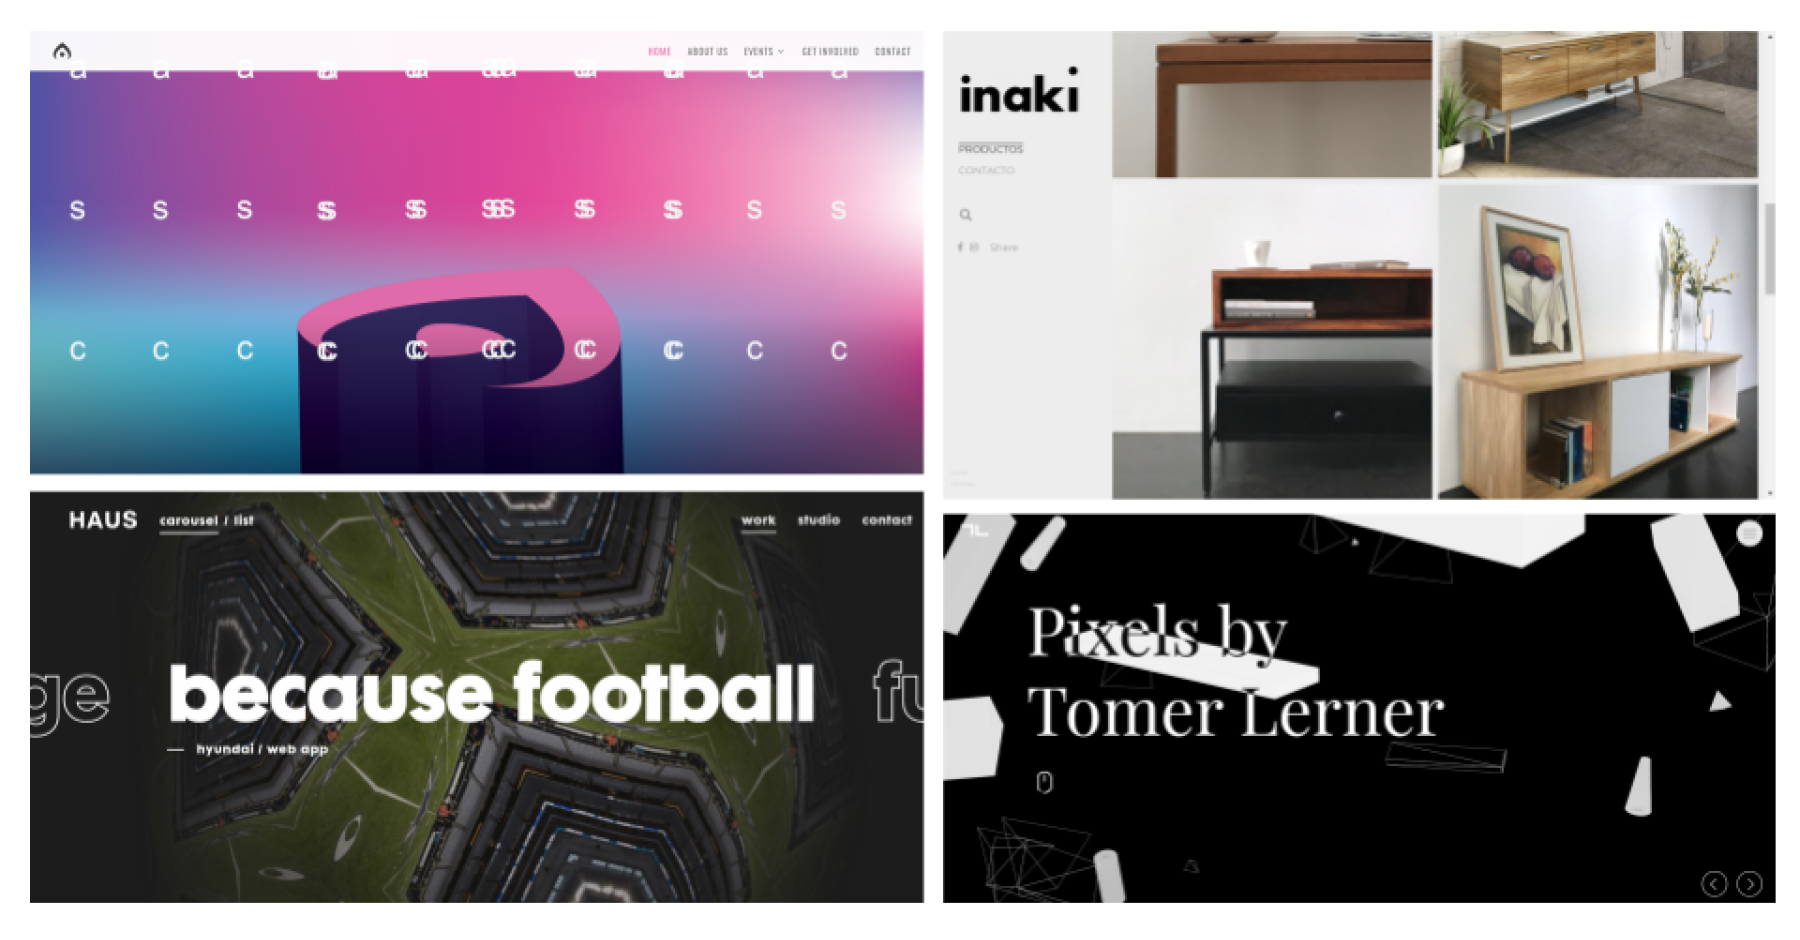 HOME ABOUT US EVENTS GET INVOLVED CONTACT
a a a a a a a a a a a a a a a a
s s s s s s s s s s s s s s s s
c c c c c c c c c c c c c c c c
inaki
PRODUCTOS
CONTACTO
Share
HAUS carousel / list work studio contact
ge because football fu
— hyundai / web app
TL
Pixels by
Tomer Lerner